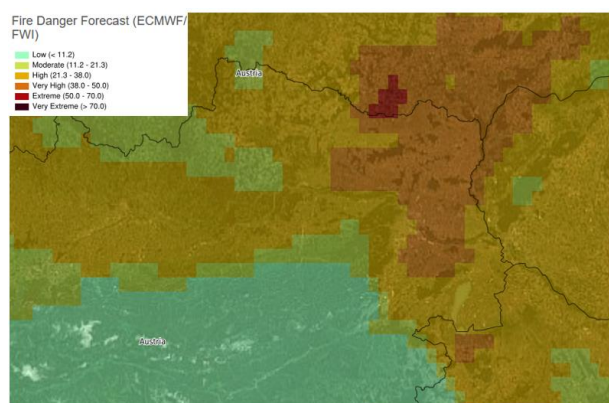 Fire Danger Forecast (ECMWF/
FWI)
Low (< 11.2)
Moderate (11.2 - 21.3)
High (21.3 - 38.0)
Very High (38.0 - 50.0)
Extreme (50.0 - 70.0)
Very Extreme (> 70.0)
Austria
Austria